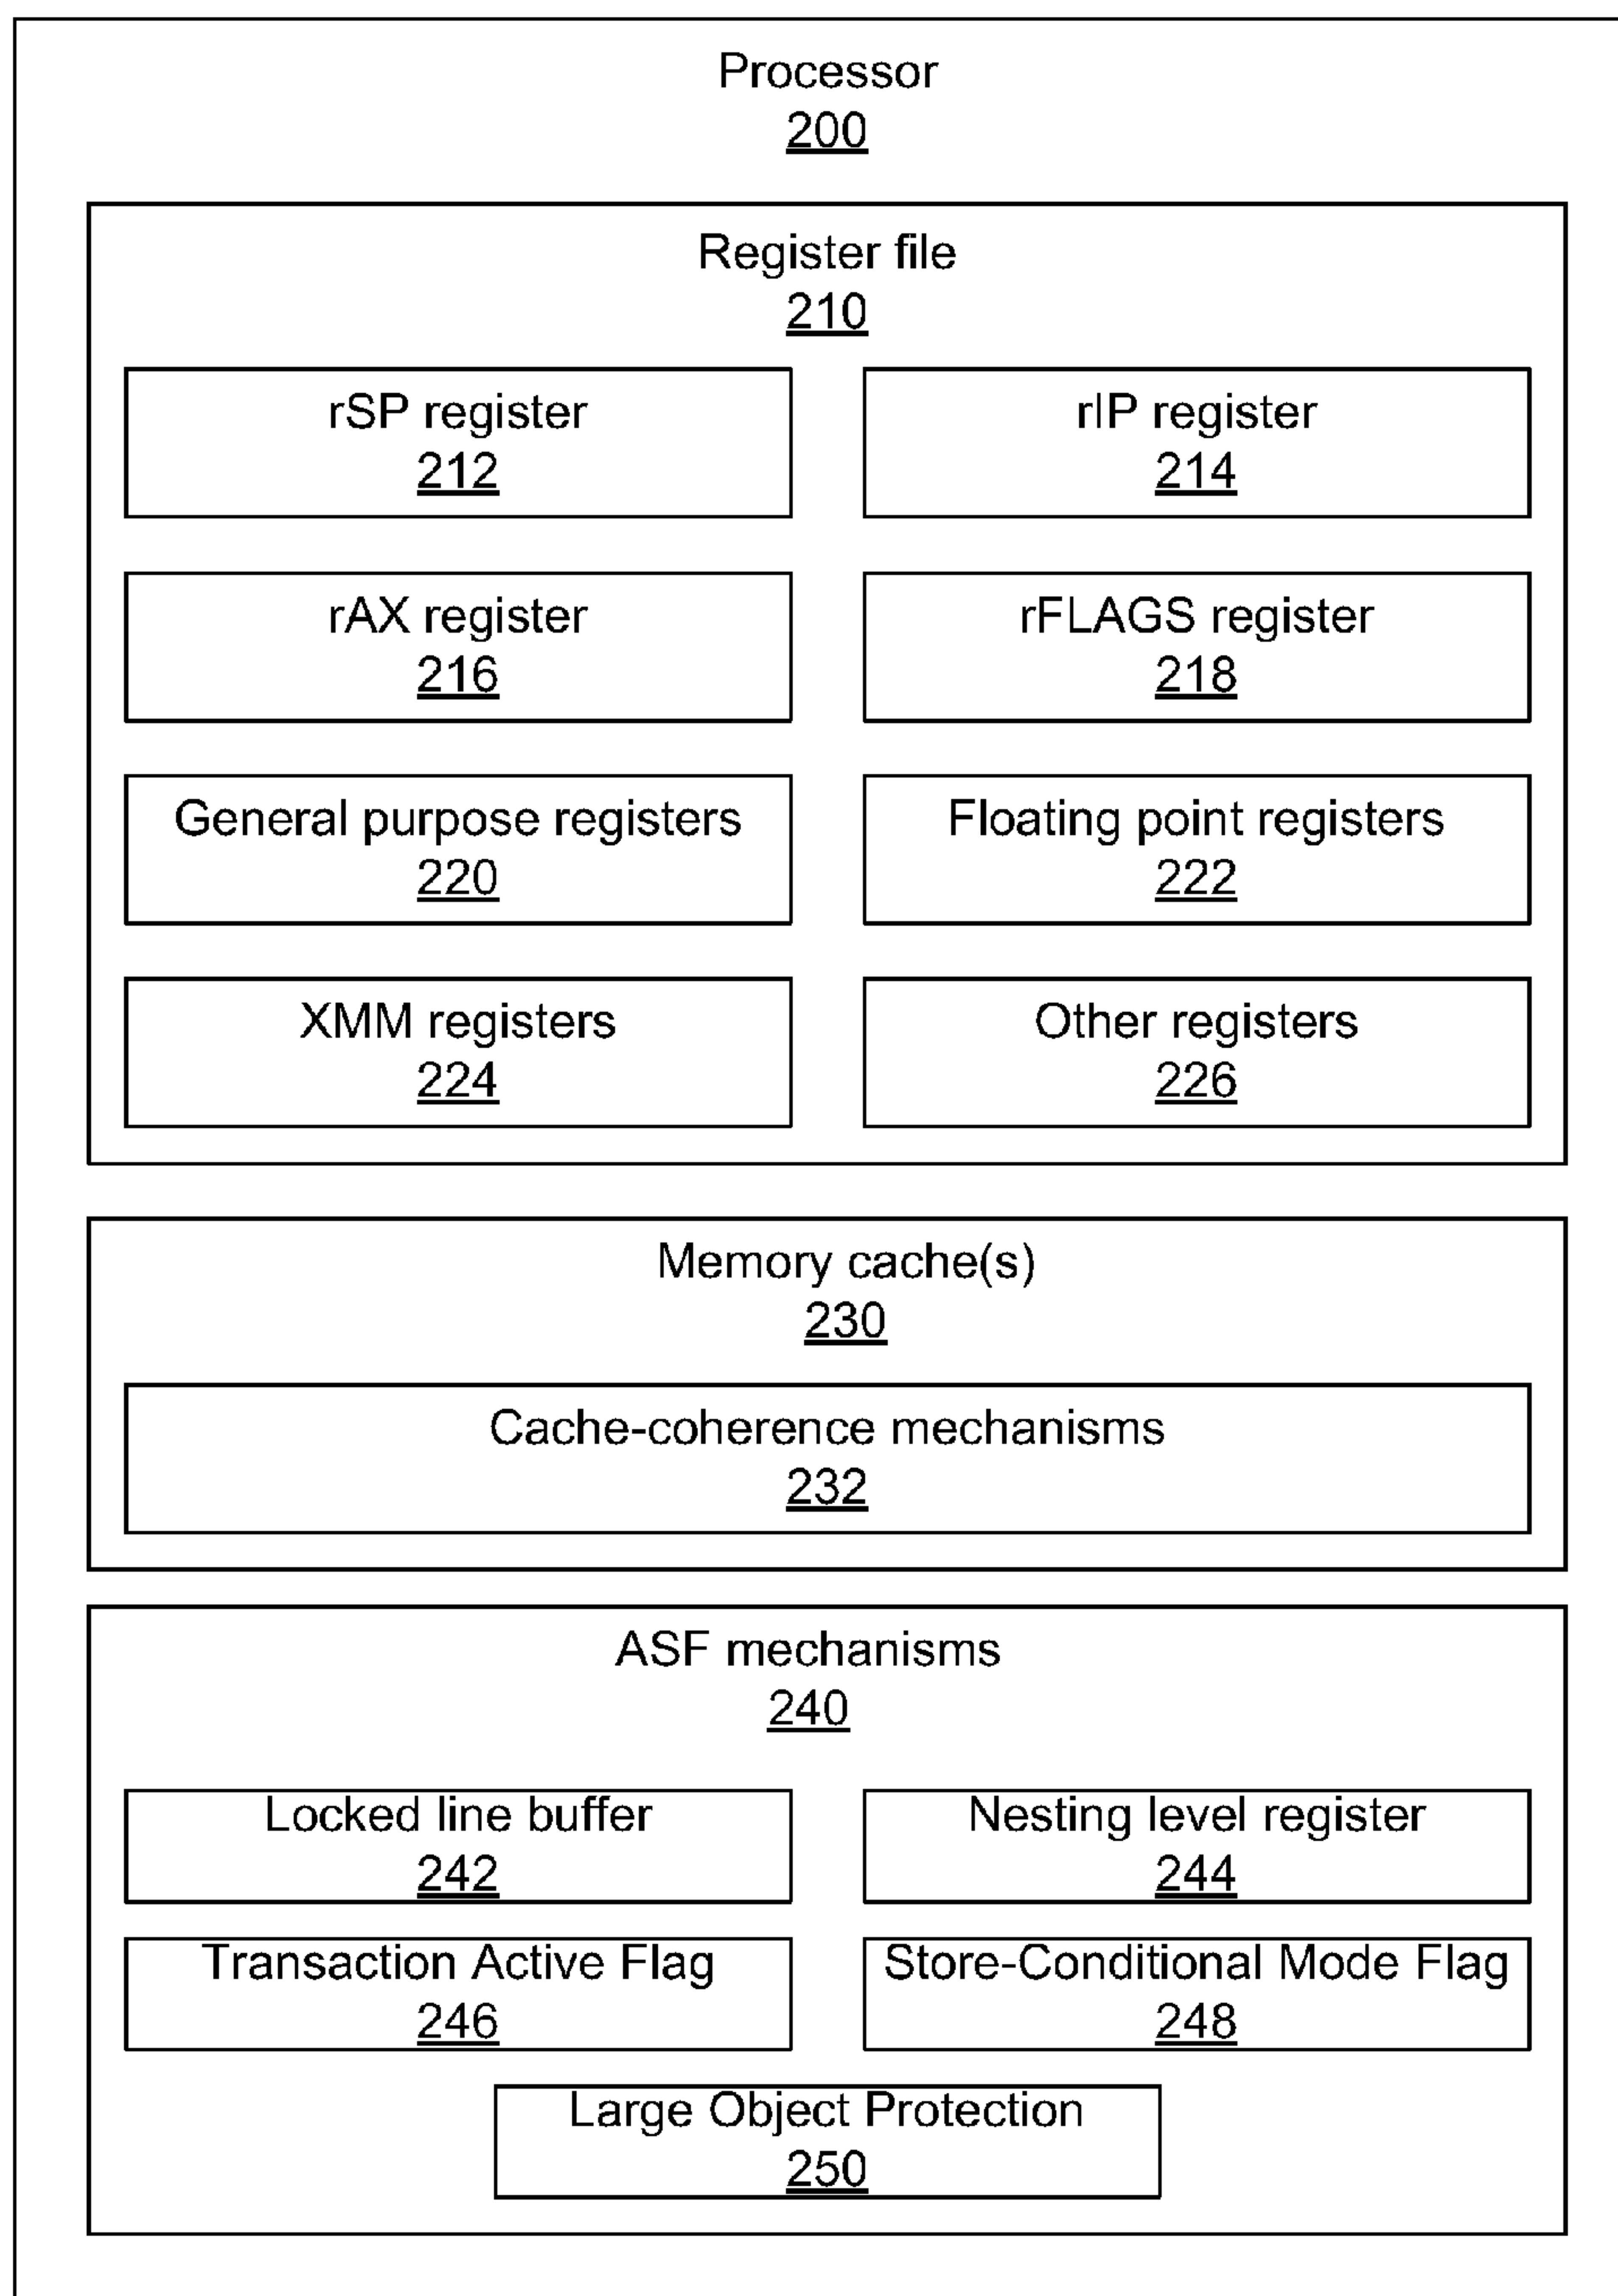 Processor
200
Register file
210
rSP register
212
rIP register
214
rAX register
216
rFLAGS register
218
General purpose registers
220
Floating point registers
222
XMM registers
224
Other registers
226
Memory cache(s)
230
Cache-coherence mechanisms
232
ASF mechanisms
240
Locked line buffer
242
Nesting level register
244
Transaction Active Flag
246
Store-Conditional Mode Flag
248
Large Object Protection
250